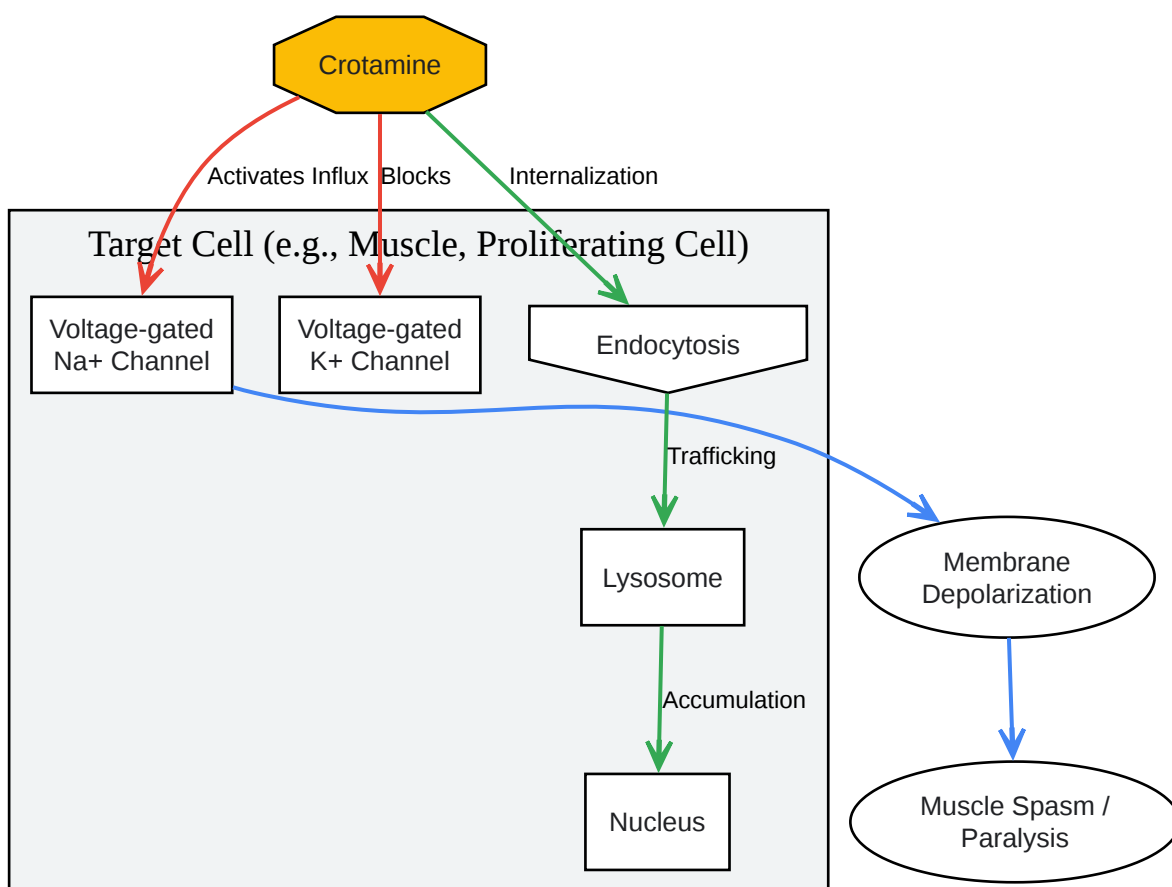 Crotamine
Activates Influx
Blocks
Internalization
Target Cell (e.g., Muscle, Proliferating Cell)
Voltage-gated
Na+ Channel
Voltage-gated
K+ Channel
Endocytosis
Trafficking
Lysosome
Membrane
Depolarization
Accumulation
Nucleus
Muscle Spasm /
Paralysis